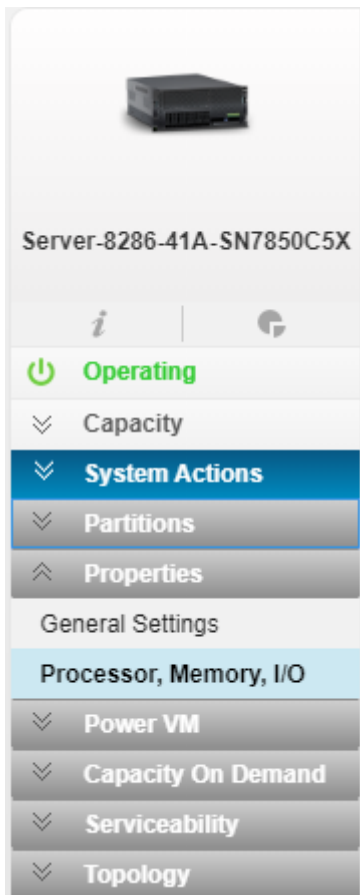 Server-8286-41A-SN7850C5X
i
Operating
Capacity
System Actions
Partitions
Properties
General Settings
Processor, Memory, I/O
Power VM
Capacity On Demand
Serviceability
Topology